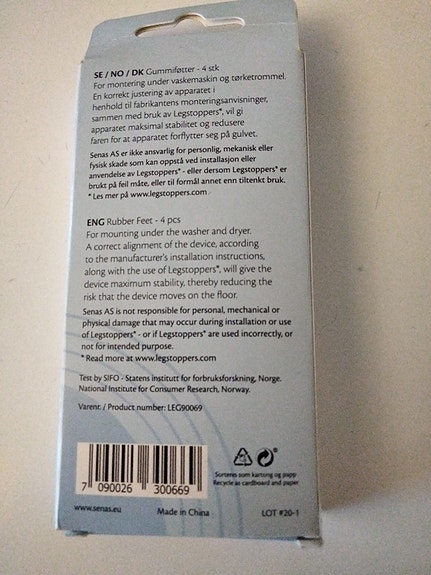 SE / NO / DK Gummiføtter - 4 stk
For montering under vaskemaskin og tørketrommel.
En korrekt justering av apparatet i
henhold til fabrikantens monteringsanvisninger,
sammen med bruk av Legstoppers*, vil gi
apparatet maksimal stabilitet og redusere
faren for at apparatet forflytter seg på gulvet.
Senas AS er ikke ansvarlig for personlig, mekanisk eller
fysisk skade som kan oppstå ved installasjon eller
anvendelse av Legstoppers* - eller dersom Legstoppers* er
brukt på feil måte, eller til formål annet enn tiltenkt bruk.
* Les mer på www.legstoppers.com
ENG Rubber Feet - 4 pcs
For mounting under the washer and dryer.
A correct alignment of the device, according
to the manufacturer's installation instructions,
along with the use of Legstoppers*, will give the
device maximum stability, thereby reducing the
risk that the device moves on the floor.
Senas AS is not responsible for personal, mechanical or
physical damage that may occur during installation or use
of Legstoppers* - or if Legstoppers* are used incorrectly, or
not for intended purpose.
* Read more at www.legstoppers.com
Test by SIFO - Statens institutt for forbruksforskning, Norge.
National Institute for Consumer Research, Norway.
Varenr. / Product number: LEG90069
Sorteres som kartong og papp
Recycle as cardboard and paper
7 090026 300669
www.senas.eu Made in China LOT #20-1